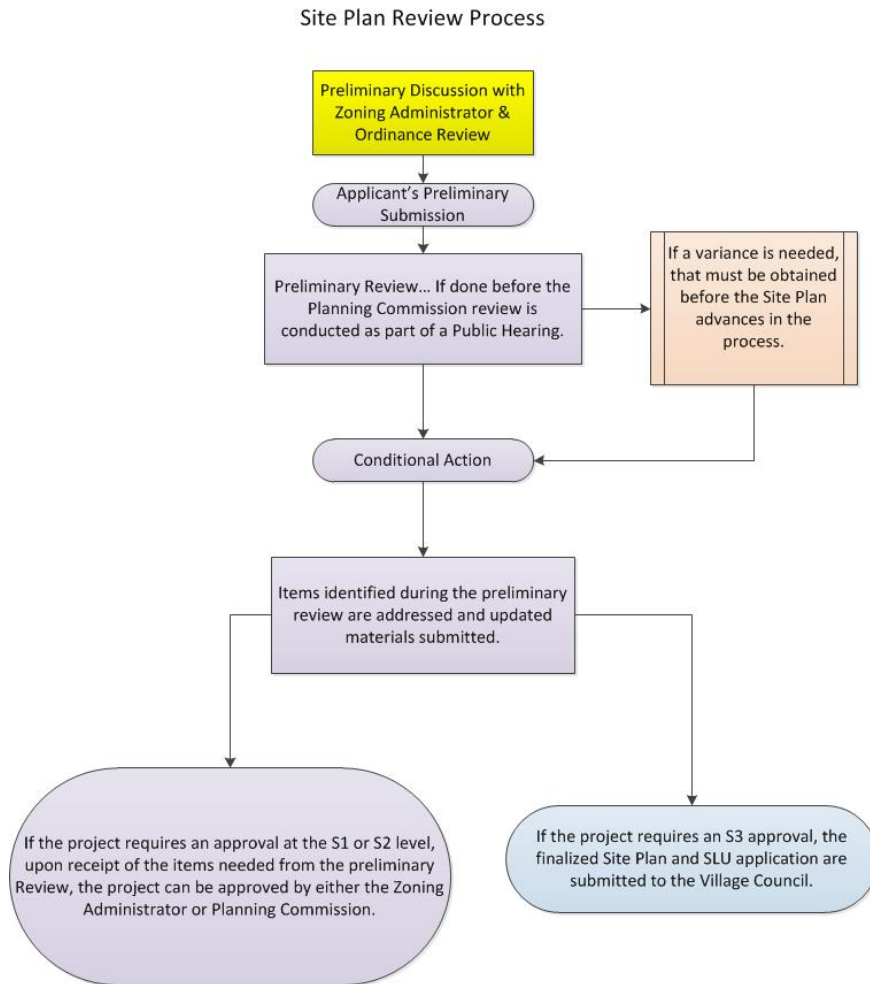 Site Plan Review Process
Preliminary Discussion with
Zoning Administrator &
Ordinance Review
Applicant's Preliminary
Submission
Preliminary Review... If done before the
Planning Commission review is
conducted as part of a Public Hearing.
If a variance is needed,
that must be obtained
before the Site Plan
advances in the
process.
Conditional Action
Items identified during the preliminary
review are addressed and updated
materials submitted.
If the project requires an approval at the S1 or S2 level,
upon receipt of the items needed from the preliminary
Review, the project can be approved by either the Zoning
Administrator or Planning Commission.
If the project requires an S3 approval, the
finalized Site Plan and SLU application are
submitted to the Village Council.